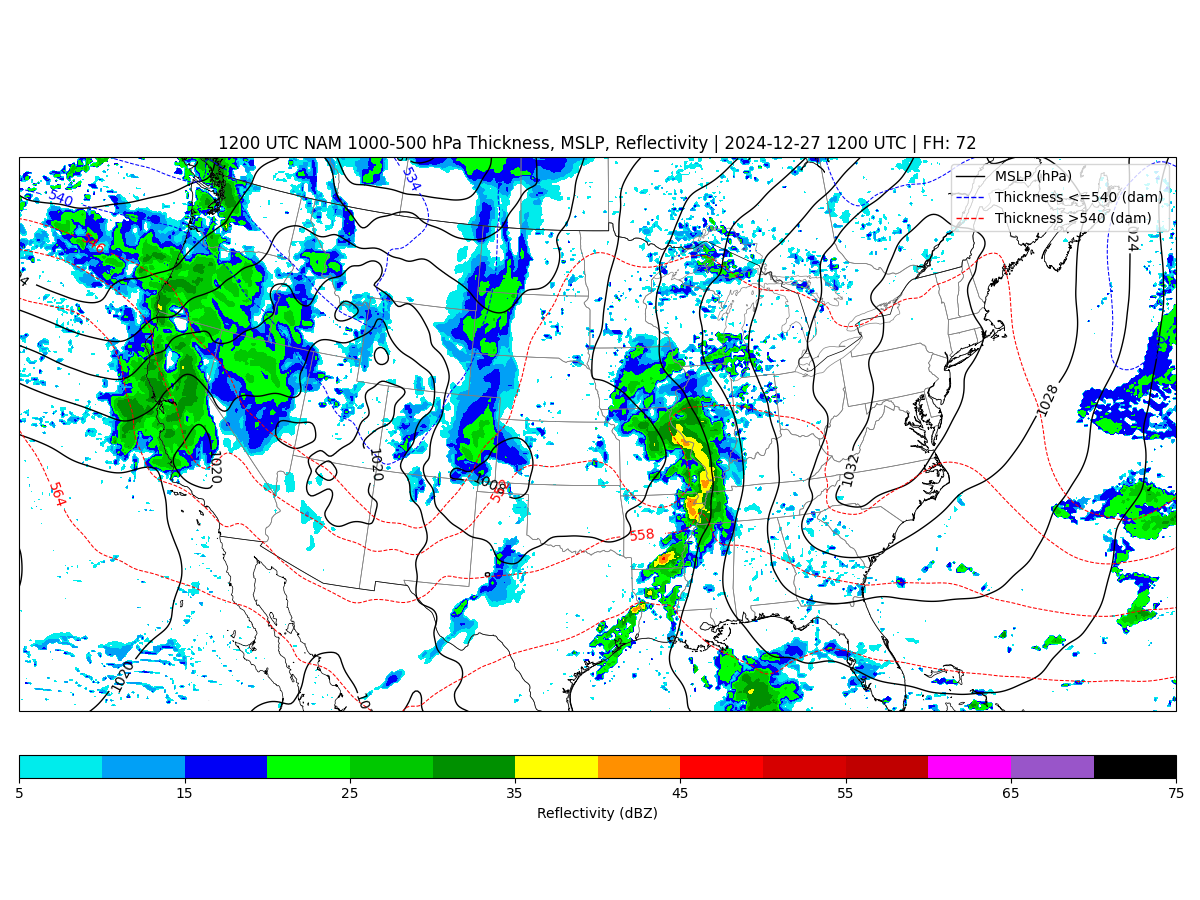 1200 UTC NAM 1000-500 hPa Thickness, MSLP, Reflectivity | 2024-12-27 1200 UTC | FH: 72
MSLP (hPa)
Thickness <=540 (dam)
Thickness >540 (dam)
534
540
1024
1028
1020
1020
1032
1008
564
558
1020
5 15 25 35 45 55 65 75
Reflectivity (dBZ)